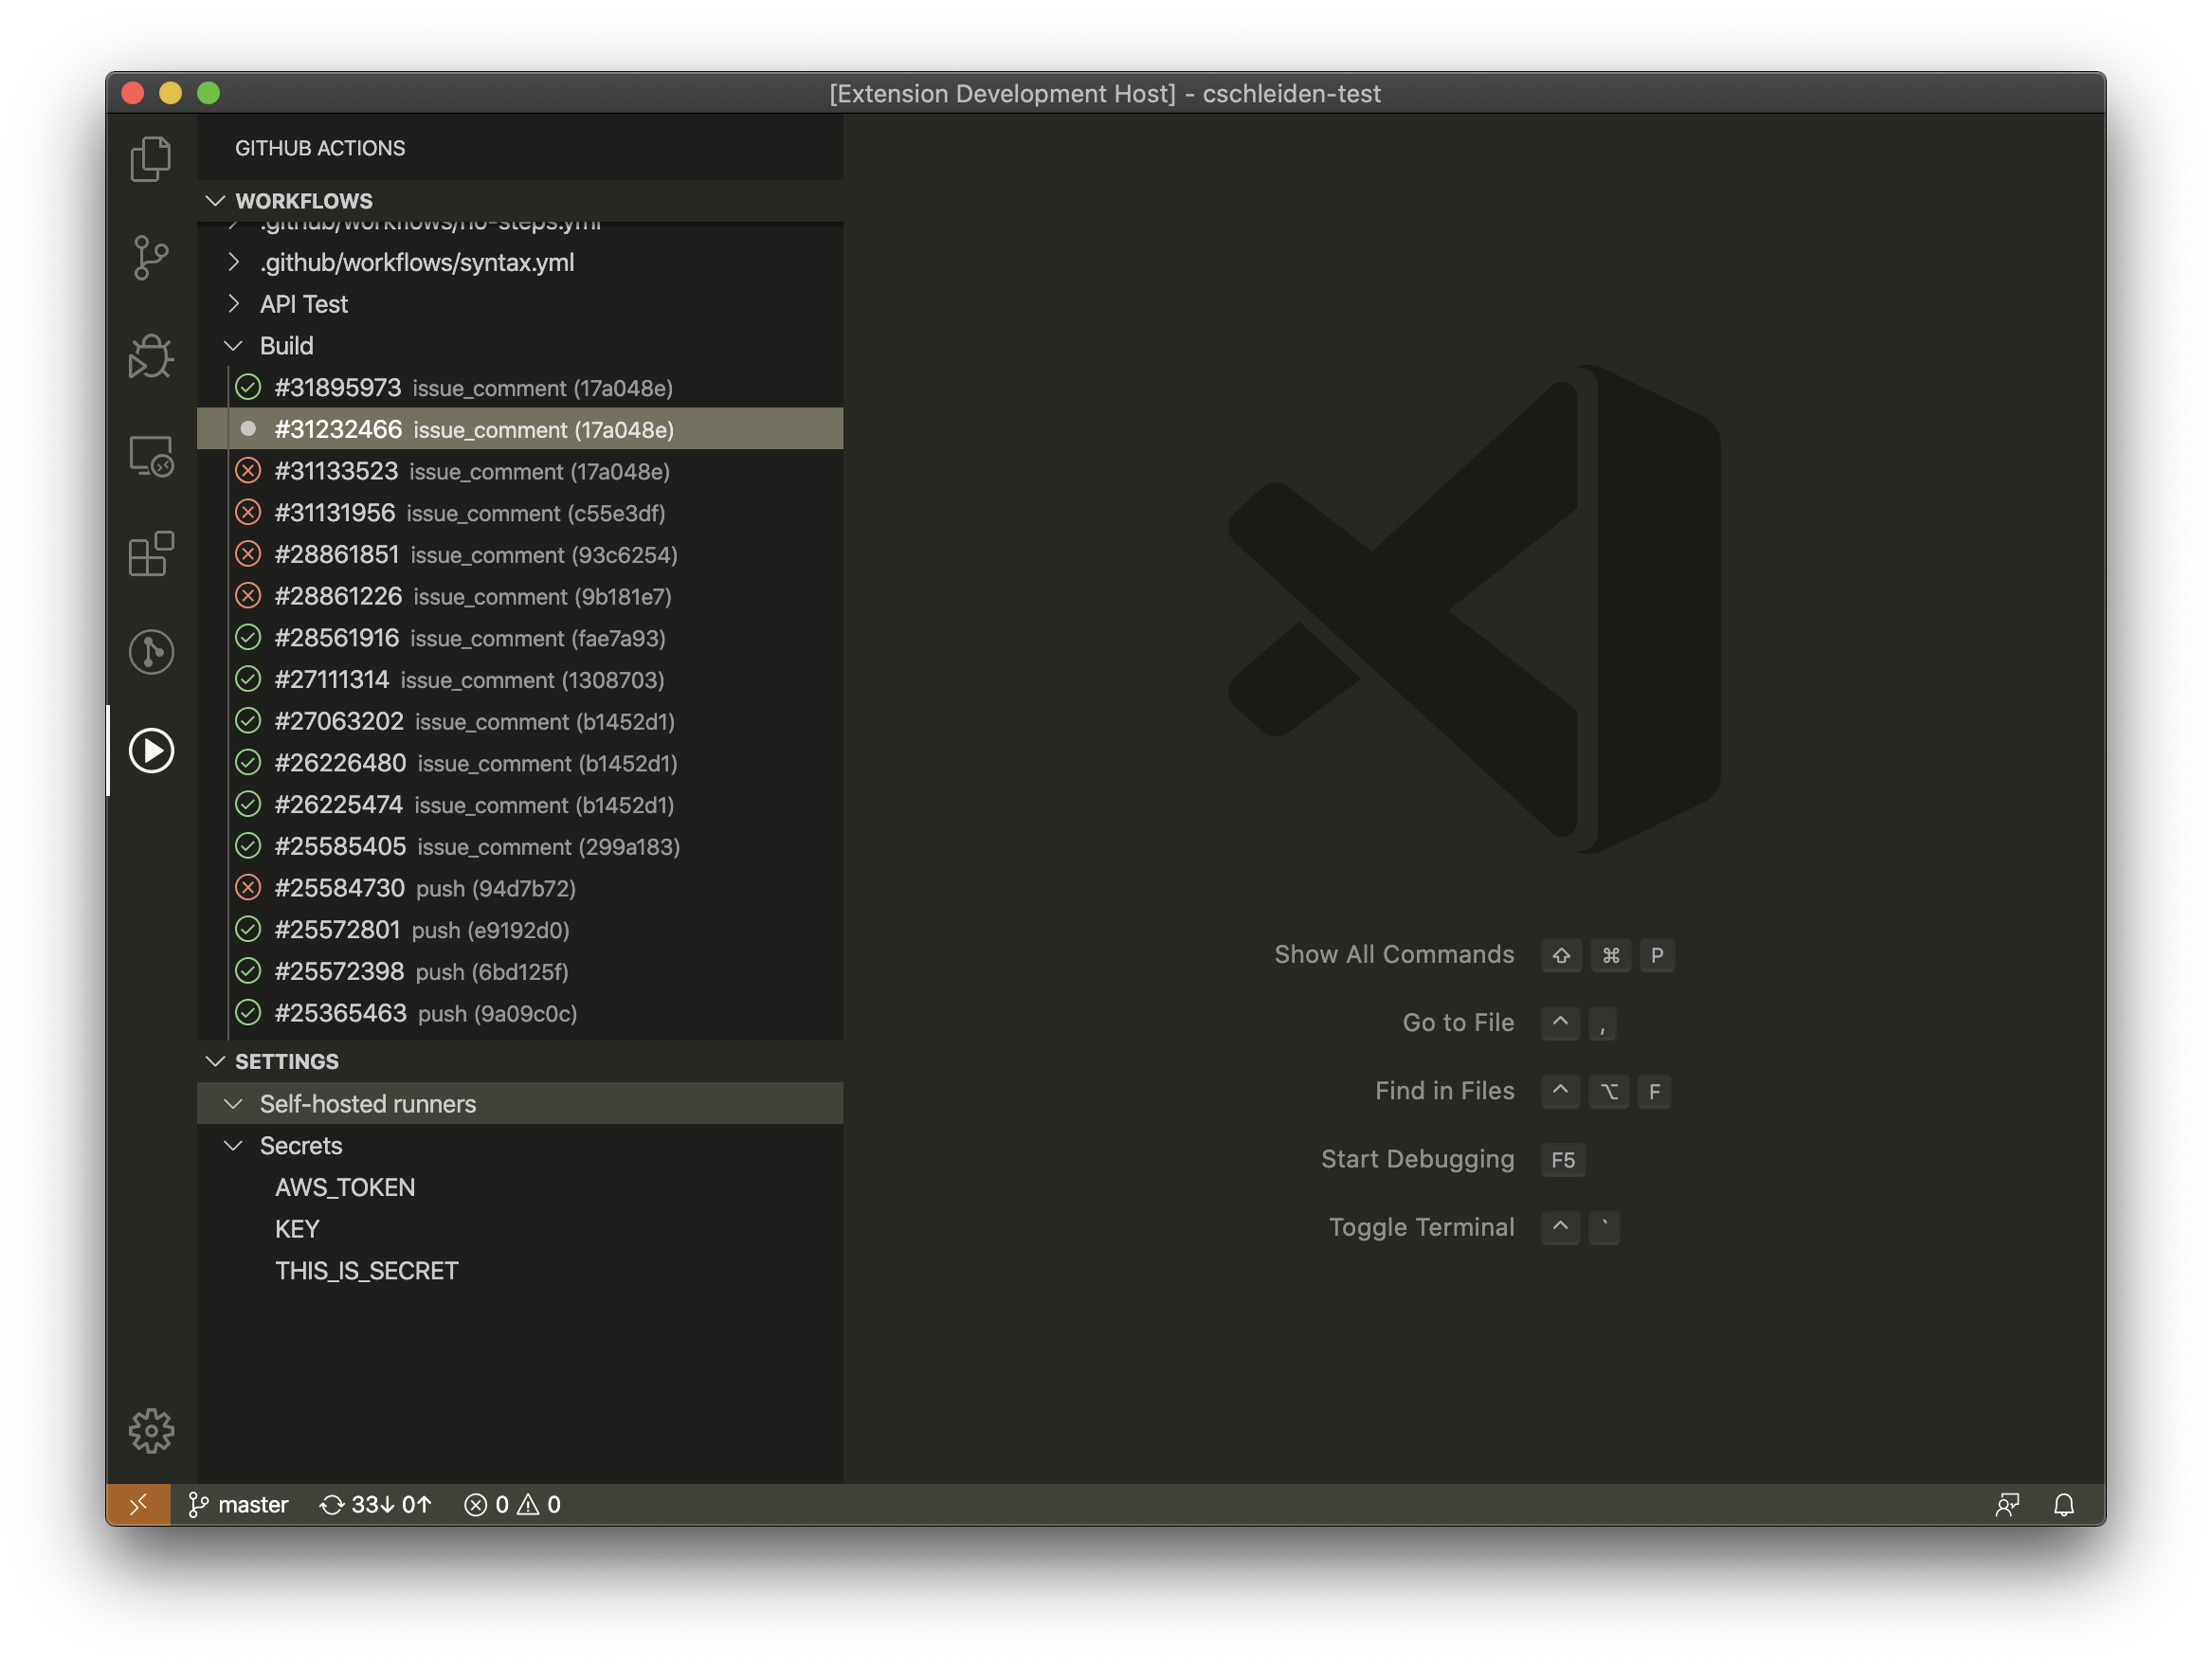 [Extension Development Host] - cschleiden-test
GITHUB ACTIONS
WORKFLOWS
.github/workflows/no-steps.yml
.github/workflows/syntax.yml
API Test
Build
#31895973 issue_comment (17a048e)
#31232466 issue_comment (17a048e)
#31133523 issue_comment (17a048e)
#31131956 issue_comment (c55e3df)
#28861851 issue_comment (93c6254)
#28861226 issue_comment (9b181e7)
#28561916 issue_comment (fae7a93)
#27111314 issue_comment (1308703)
#27063202 issue_comment (b1452d1)
#26226480 issue_comment (b1452d1)
#26225474 issue_comment (b1452d1)
#25585405 issue_comment (299a183)
#25584730 push (94d7b72)
#25572801 push (e9192d0)
#25572398 push (6bd125f)
#25365463 push (9a09c0c)
SETTINGS
Self-hosted runners
Secrets
AWS_TOKEN
KEY
THIS_IS_SECRET
Show All Commands ⇧ ⌘ P
Go to File ^ ,
Find in Files ^ ⌥ F
Start Debugging F5
Toggle Terminal ^ `
master 33↓ 0↑ 0 0